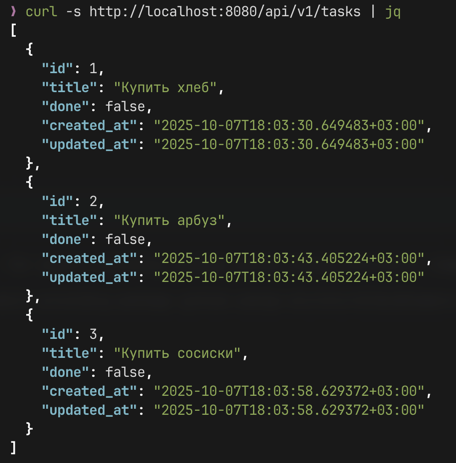 ❯ curl -s http://localhost:8080/api/v1/tasks | jq
[
  {
    "id": 1,
    "title": "Купить хлеб",
    "done": false,
    "created_at": "2025-10-07T18:03:30.649483+03:00",
    "updated_at": "2025-10-07T18:03:30.649483+03:00"
  },
  {
    "id": 2,
    "title": "Купить арбуз",
    "done": false,
    "created_at": "2025-10-07T18:03:43.405224+03:00",
    "updated_at": "2025-10-07T18:03:43.405224+03:00"
  },
  {
    "id": 3,
    "title": "Купить сосиски",
    "done": false,
    "created_at": "2025-10-07T18:03:58.629372+03:00",
    "updated_at": "2025-10-07T18:03:58.629372+03:00"
  }
]